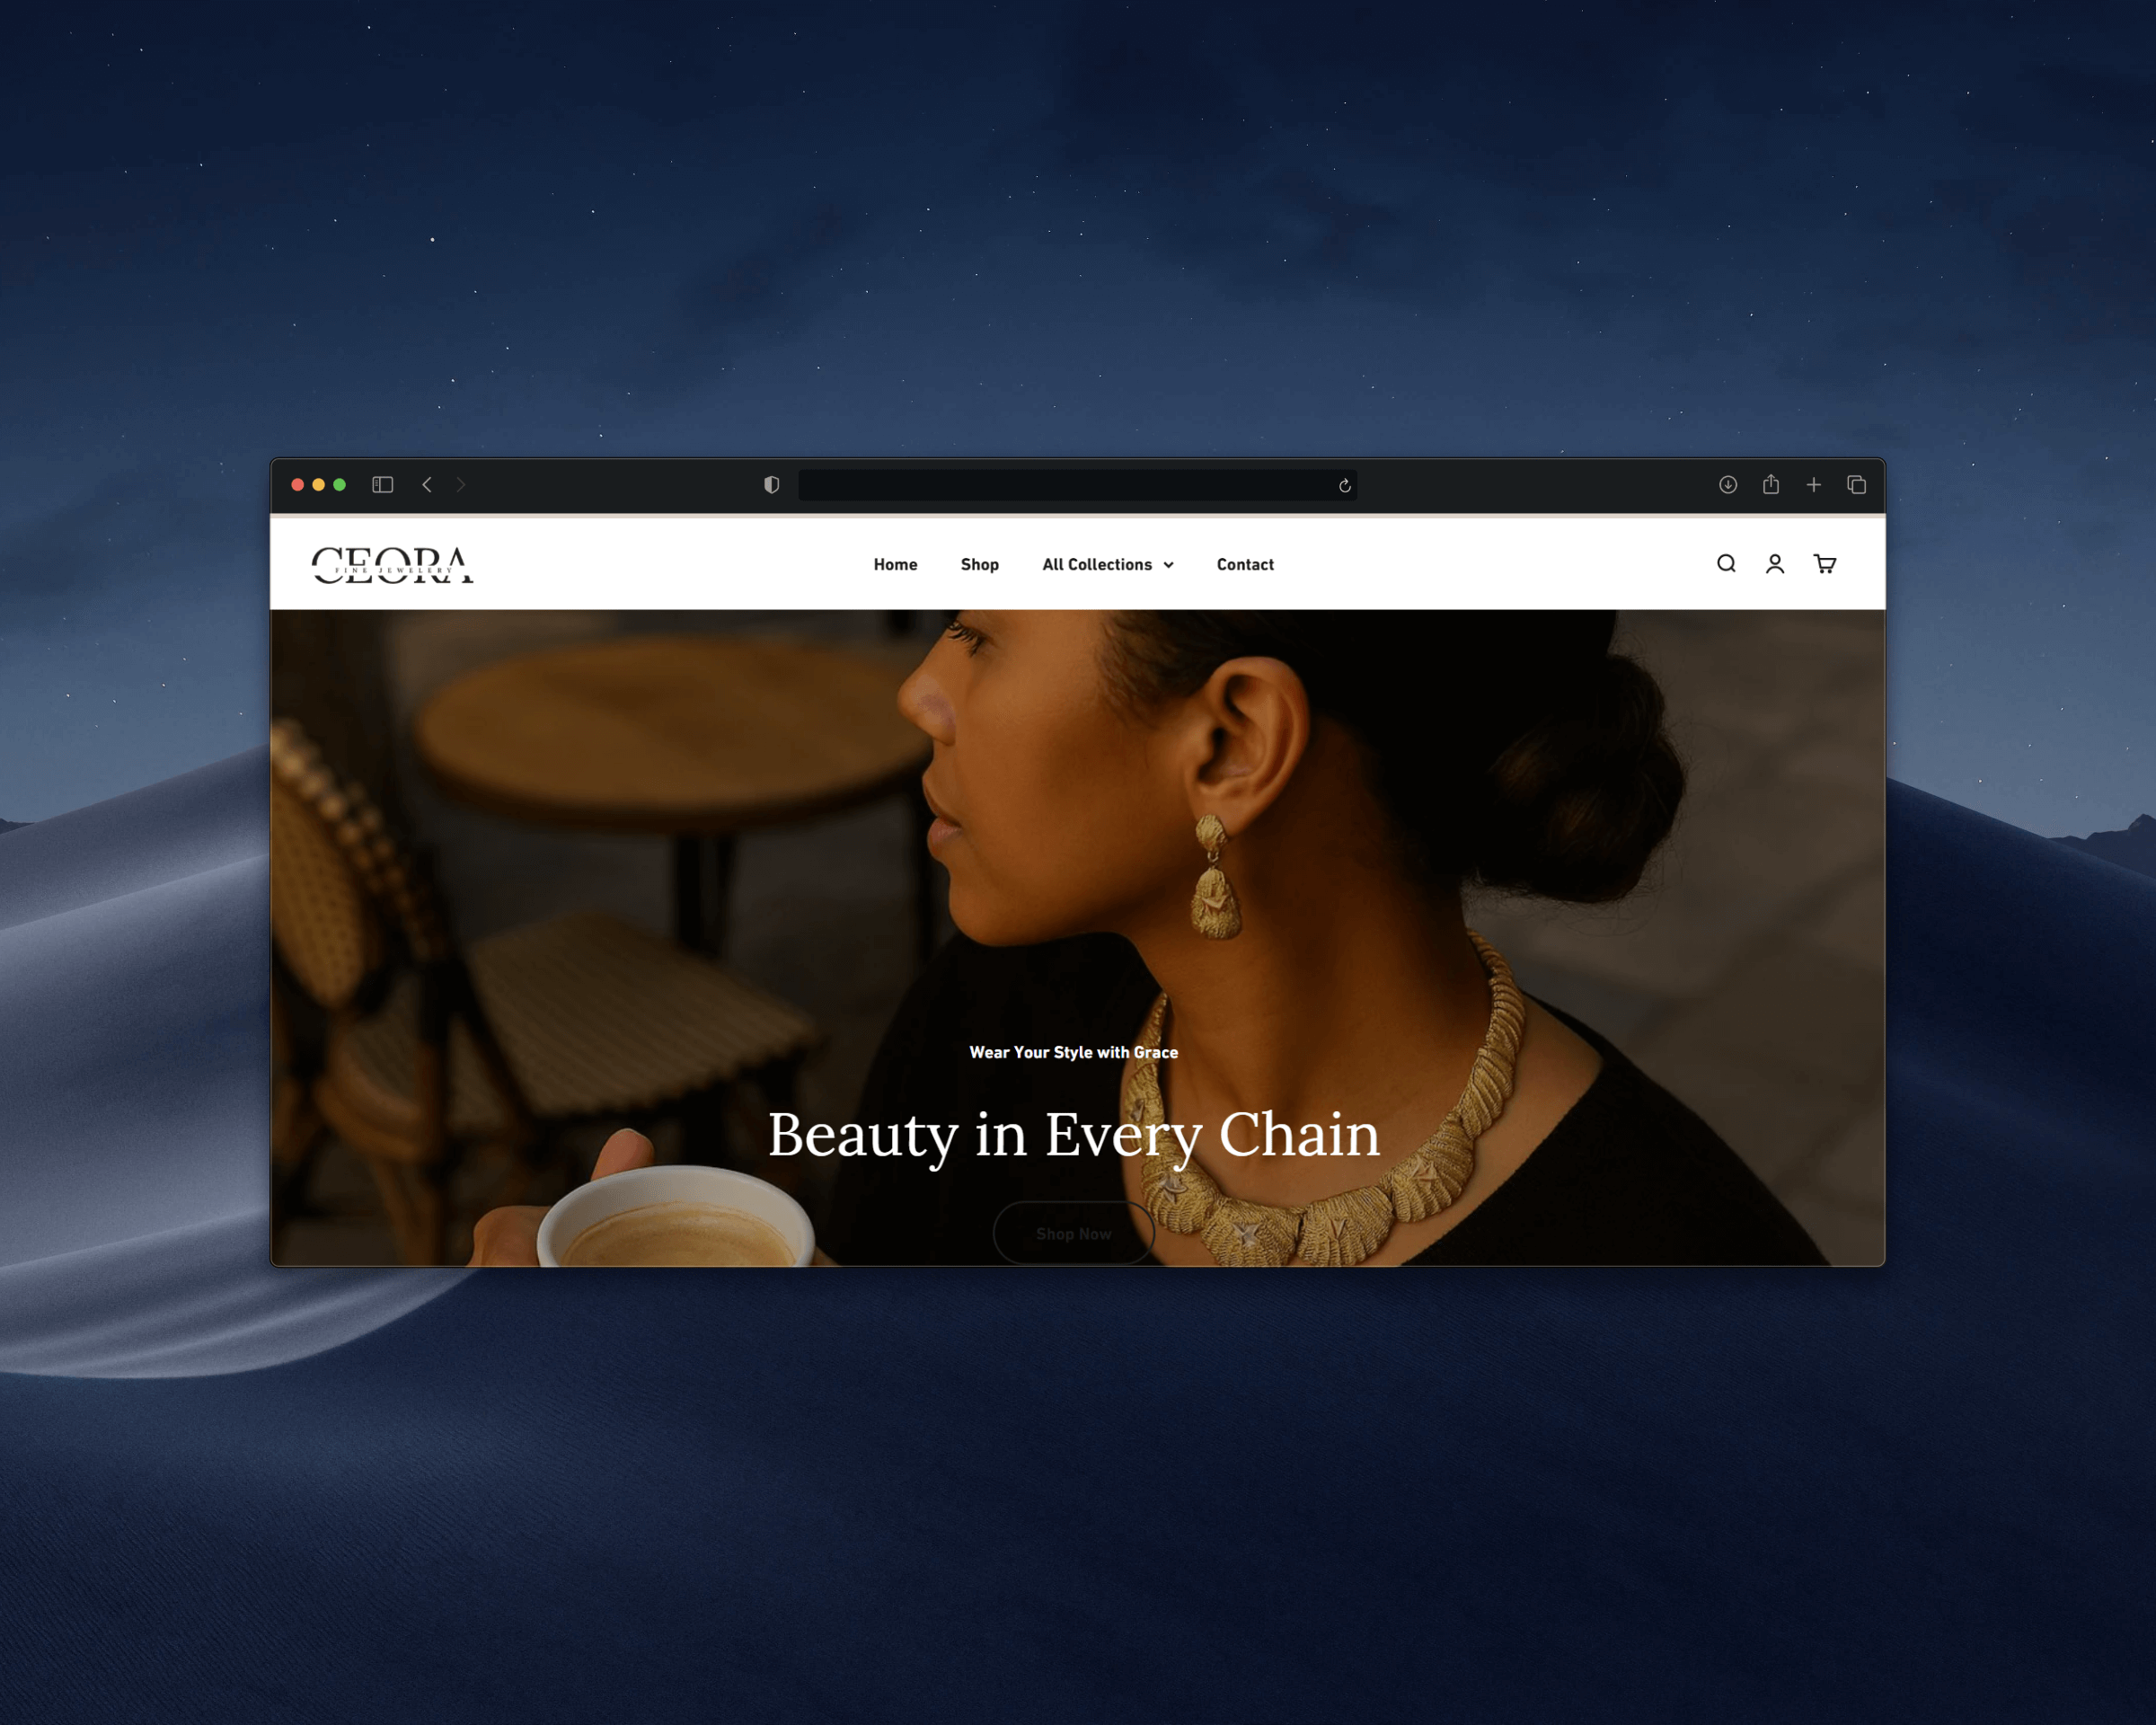 CEORA
FINE JEWELERY
Home Shop All Collections Contact
Wear Your Style with Grace
Beauty in Every Chain
Shop Now